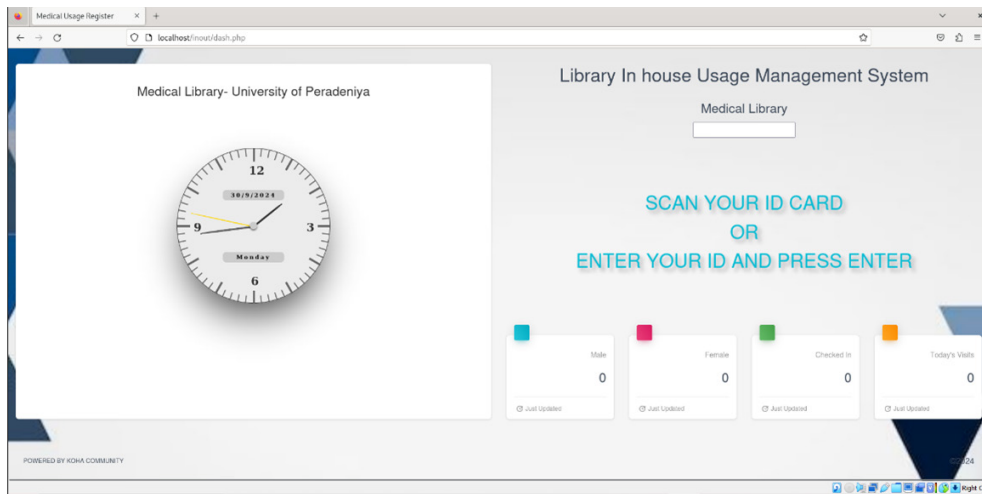 Medical Usage Register
localhost/inout/dash.php
Medical Library- University of Peradeniya
12
30/9/2024
9
3
Monday
6
Library In house Usage Management System
Medical Library
SCAN YOUR ID CARD
OR
ENTER YOUR ID AND PRESS ENTER
Male
0
Just Updated
Female
0
Just Updated
Checked In
0
Just Updated
Today's Visits
0
Just Updated
POWERED BY KOHA COMMUNITY
Right C